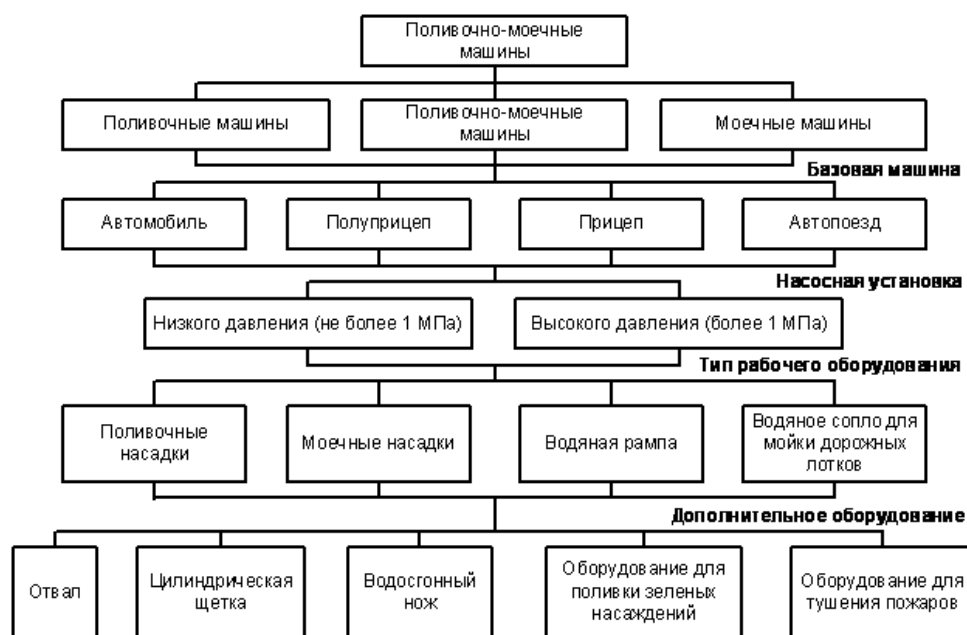 Поливочно-моечные
машины
Поливочные машины
Поливочно-моечные
машины
Моечные машины
Базовая машина
Автомобиль
Полуприцеп
Прицеп
Автопоезд
Насосная установка
Низкого давления (не более 1 МПа)
Высокого давления (более 1 МПа)
Тип рабочего оборудования
Поливочные
насадки
Моечные насадки
Водяная рампа
Водяное сопло для
мойки дорожных
лотков
Дополнительное оборудование
Отвал
Цилиндрическая
щетка
Водосгонный
нож
Оборудование для
поливки зеленых
насаждений
Оборудование для
тушения пожаров